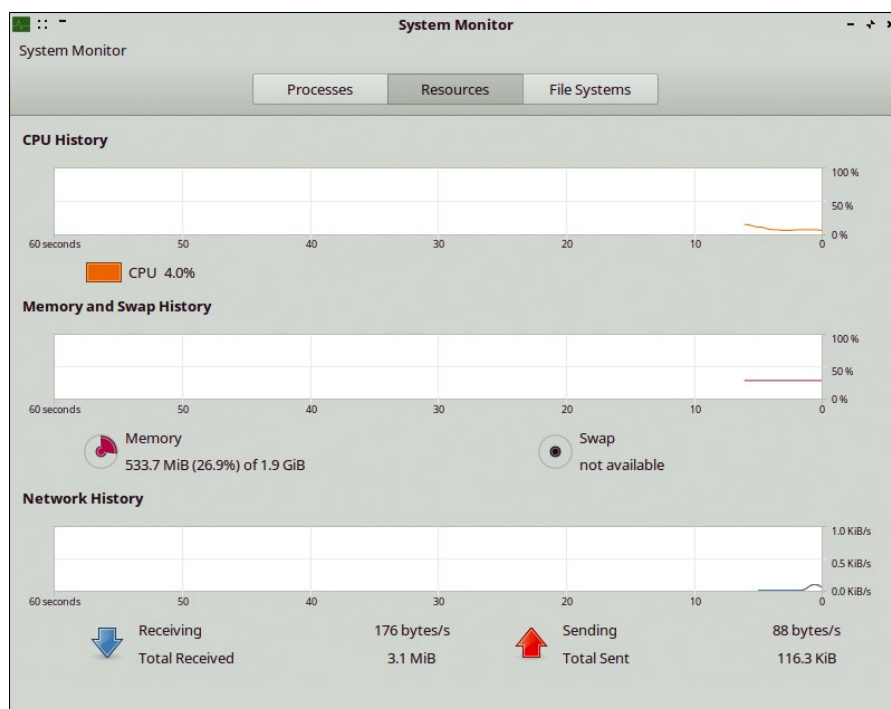 System Monitor
System Monitor
Processes Resources File Systems
CPU History
100 %
50 %
0 %
60 seconds 50 40 30 20 10 0
CPU 4.0%
Memory and Swap History
100 %
50 %
0 %
60 seconds 50 40 30 20 10 0
Memory Swap
533.7 MiB (26.9%) of 1.9 GiB not available
Network History
1.0 KiB/s
0.5 KiB/s
0.0 KiB/s
60 seconds 50 40 30 20 10 0
Receiving 176 bytes/s Sending 88 bytes/s
Total Received 3.1 MiB Total Sent 116.3 KiB